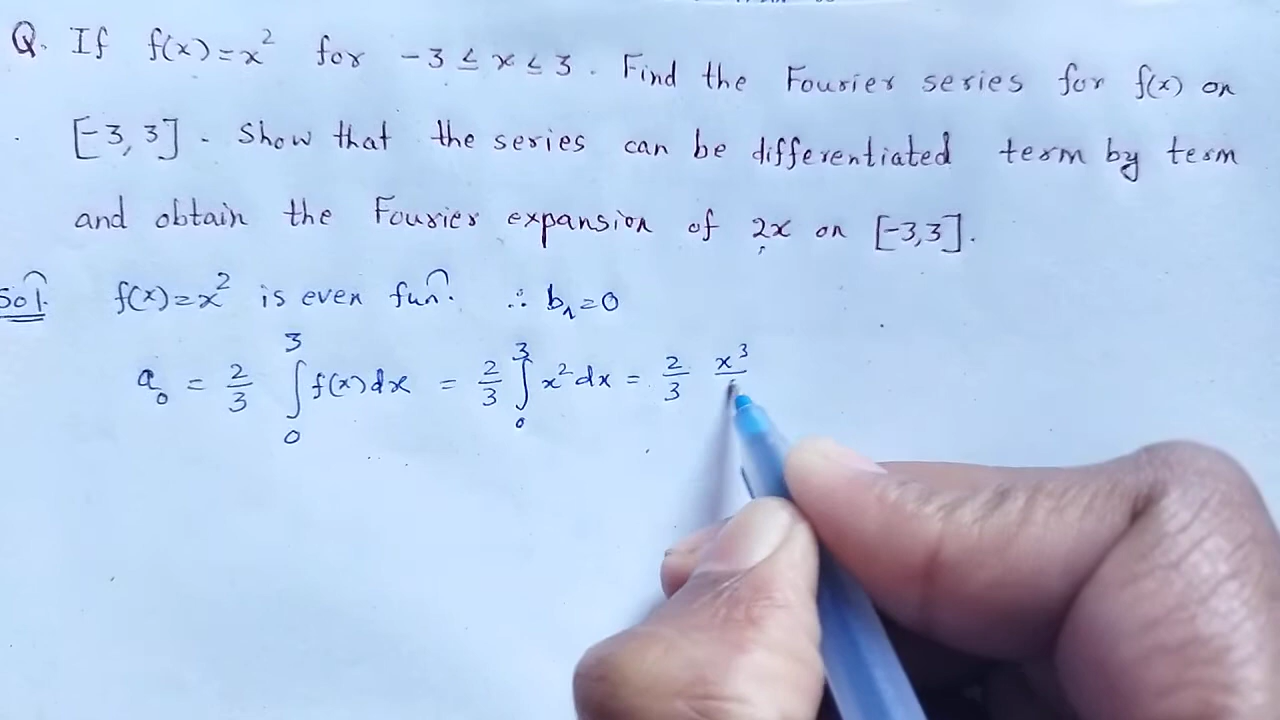 Q. If f(x) = x² for -3 ≤ x ≤ 3. Find the Fourier series for f(x) on
[-3, 3]. Show that the series can be differentiated term by term
and obtain the Fourier expansion of 2x on [-3,3].
Sol. f(x) = x² is even fun. ∴ bₙ = 0
a₀ = 2/3 ∫₀³ f(x) dx = 2/3 ∫₀³ x² dx = 2/3 x³